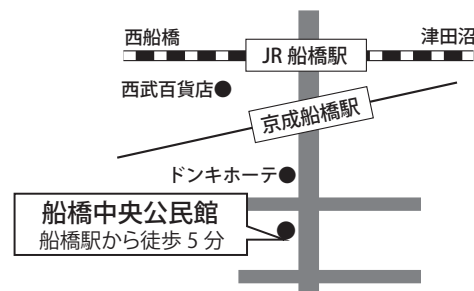 西船橋
津田沼
JR 船橋駅
西武百貨店
京成船橋駅
ドンキホーテ
船橋中央公民館
船橋駅から徒歩 5 分